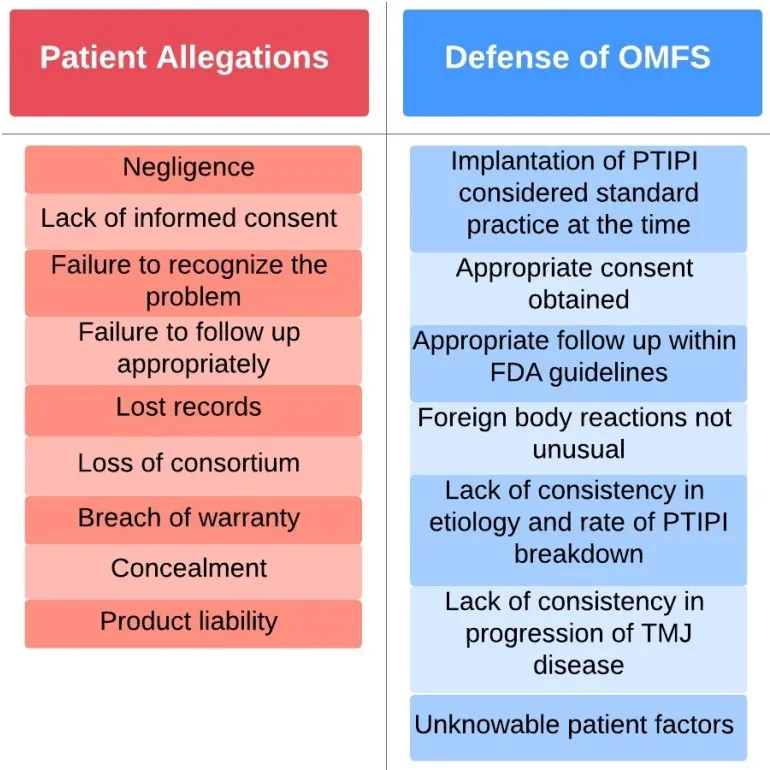 Patient Allegations
Negligence
Lack of informed consent
Failure to recognize the
problem
Failure to follow up
appropriately
Lost records
Loss of consortium
Breach of warranty
Concealment
Product liability
Defense of OMFS
Implantation of PTIPI
considered standard
practice at the time
Appropriate consent
obtained
Appropriate follow up within
FDA guidelines
Foreign body reactions not
unusual
Lack of consistency in
etiology and rate of PTIPI
breakdown
Lack of consistency in
progression of TMJ
disease
Unknowable patient factors